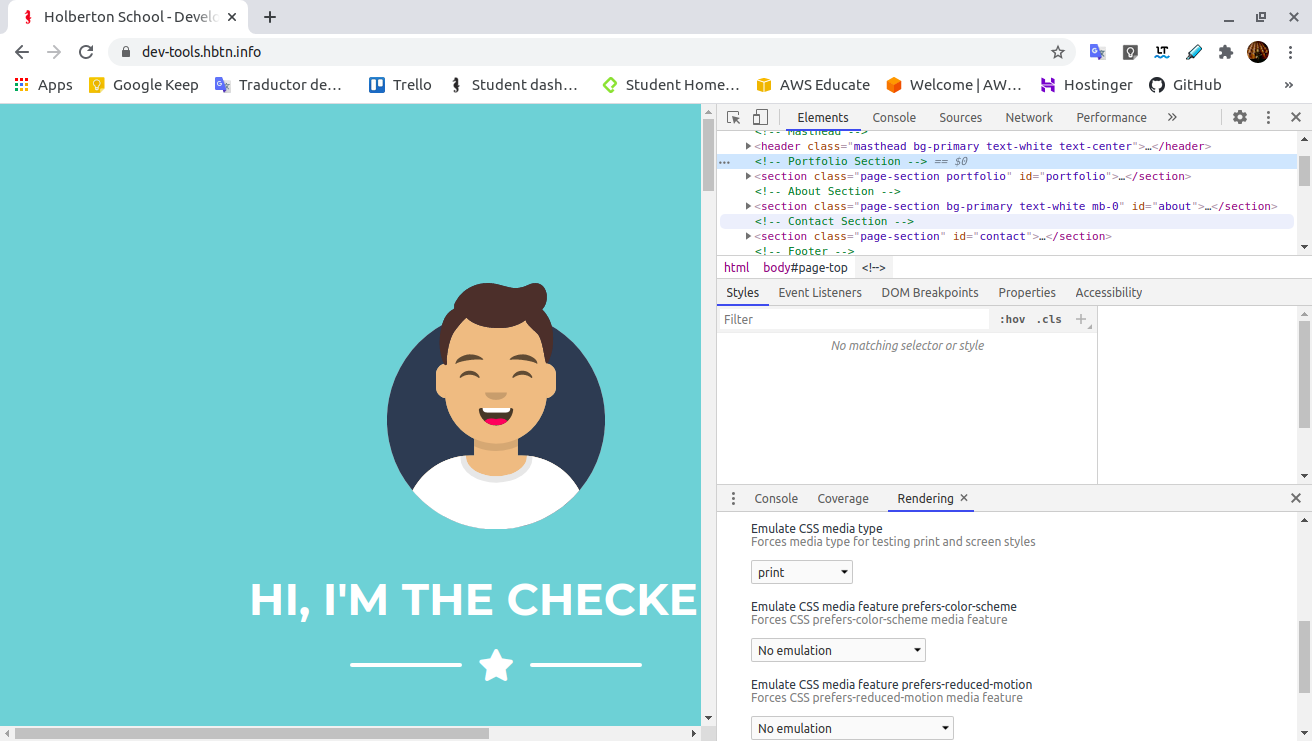 Holberton School - Develo
dev-tools.hbtn.info
Apps Google Keep Traductor de… Trello Student dash… Student Home… AWS Educate Welcome | AW… Hostinger GitHub »
HI, I'M THE CHECKE
Elements Console Sources Network Performance »
<!-- Masthead -->
<header class="masthead bg-primary text-white text-center">…</header>
<!-- Portfolio Section --> == $0
<section class="page-section portfolio" id="portfolio">…</section>
<!-- About Section -->
<section class="page-section bg-primary text-white mb-0" id="about">…</section>
<!-- Contact Section -->
<section class="page-section" id="contact">…</section>
<!-- Footer -->
html body#page-top <!-->
Styles Event Listeners DOM Breakpoints Properties Accessibility
Filter :hov .cls +
No matching selector or style
Console Coverage Rendering ×
Emulate CSS media type
Forces media type for testing print and screen styles
print
Emulate CSS media feature prefers-color-scheme
Forces CSS prefers-color-scheme media feature
No emulation
Emulate CSS media feature prefers-reduced-motion
Forces CSS prefers-reduced-motion media feature
No emulation